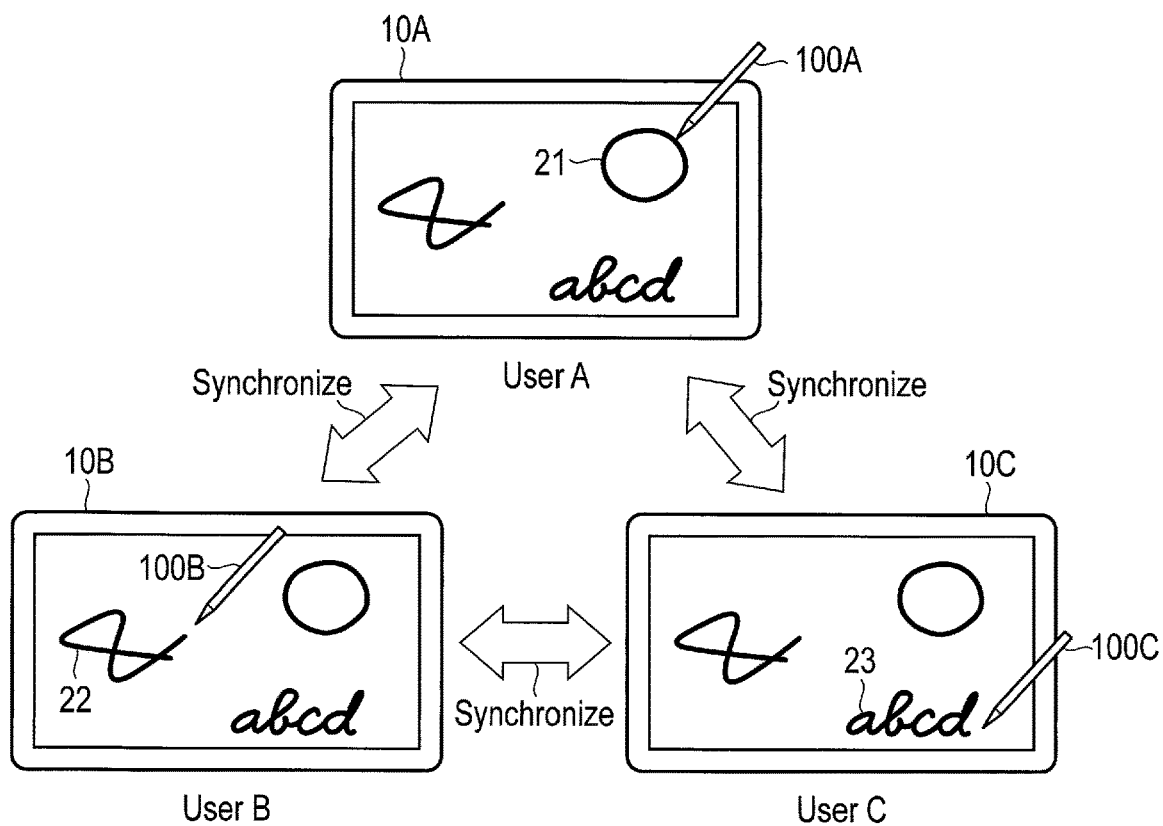 10A
100A
21
abcd
User A
Synchronize
Synchronize
10B
100B
22
abcd
User B
Synchronize
10C
100C
23
abcd
User C